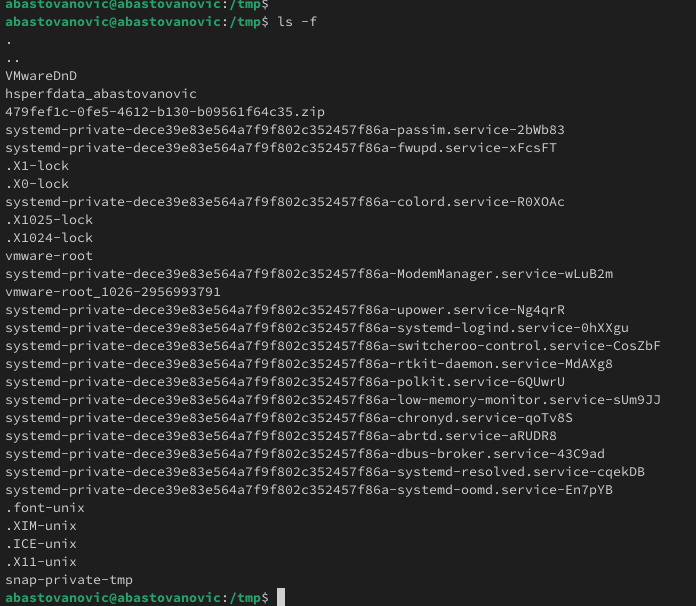 abastovanovic@abastovanovic:/tmp$
abastovanovic@abastovanovic:/tmp$ ls -f
.
..
VMwareDnD
hsperfdata_abastovanovic
479fef1c-0fe5-4612-b130-b09561f64c35.zip
systemd-private-dece39e83e564a7f9f802c352457f86a-passim.service-2bWb83
systemd-private-dece39e83e564a7f9f802c352457f86a-fwupd.service-xFcsFT
.X1-lock
.X0-lock
systemd-private-dece39e83e564a7f9f802c352457f86a-colord.service-R0XOAc
.X1025-lock
.X1024-lock
vmware-root
systemd-private-dece39e83e564a7f9f802c352457f86a-ModemManager.service-wLuB2m
vmware-root_1026-2956993791
systemd-private-dece39e83e564a7f9f802c352457f86a-upower.service-Ng4qrR
systemd-private-dece39e83e564a7f9f802c352457f86a-systemd-logind.service-0hXXgu
systemd-private-dece39e83e564a7f9f802c352457f86a-switcheroo-control.service-CosZbF
systemd-private-dece39e83e564a7f9f802c352457f86a-rtkit-daemon.service-MdAXg8
systemd-private-dece39e83e564a7f9f802c352457f86a-polkit.service-6QUwrU
systemd-private-dece39e83e564a7f9f802c352457f86a-low-memory-monitor.service-sUm9JJ
systemd-private-dece39e83e564a7f9f802c352457f86a-chronyd.service-qoTv8S
systemd-private-dece39e83e564a7f9f802c352457f86a-abrtd.service-aRUDR8
systemd-private-dece39e83e564a7f9f802c352457f86a-dbus-broker.service-43C9ad
systemd-private-dece39e83e564a7f9f802c352457f86a-systemd-resolved.service-cqekDB
systemd-private-dece39e83e564a7f9f802c352457f86a-systemd-oomd.service-En7pYB
.font-unix
.XIM-unix
.ICE-unix
.X11-unix
snap-private-tmp
abastovanovic@abastovanovic:/tmp$